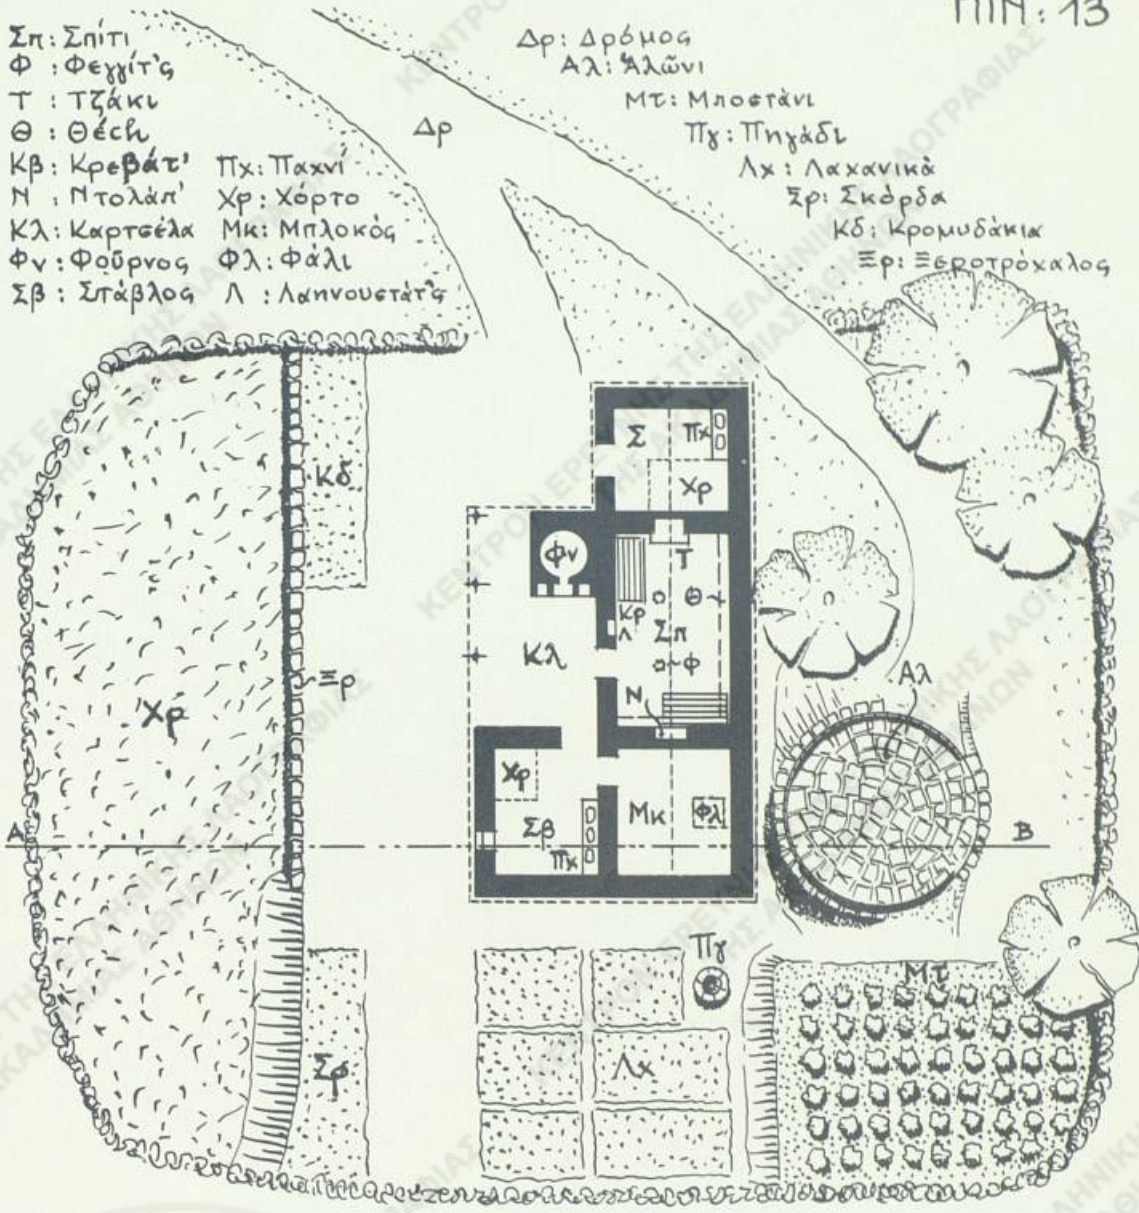 ΠΙΝ: 13
Σπ: Σπίτι
Φ : Φεγγίτ'ς
Τ : Τζάκι
Θ : Θέση
Κβ: Κρεβάτ'
Ν : Ντολάπ'
Κλ: Καρτσέλα
Φν: Φοῦρνος
Σβ: Στάβλος
Πχ: Παχνί
Χρ: Χόρτο
Μκ: Μπλοκός
Φλ: Φάλι
Λ : Λαηνουστάτ'ς
Δρ: Δρόμος
Αλ: Ἁλῶνι
Μτ: Μποστάνι
Πγ: Πηγάδι
Λχ: Λαχανικὰ
Σρ: Σκόρδα
Κδ: Κρομυδάκια
Ξρ: Ξεροτρόχαλος
Δρ
Σ Πχ
Χρ
Κδ
Φν
Τ
Θ
Κρ
Λ
Σπ
Φ
Κλ
Ξρ
Ν
Αλ
Χρ
Χρ
Σβ
Πχ
Μκ
Φλ
Α
Β
Πγ
Μτ
Λχ
Σρ